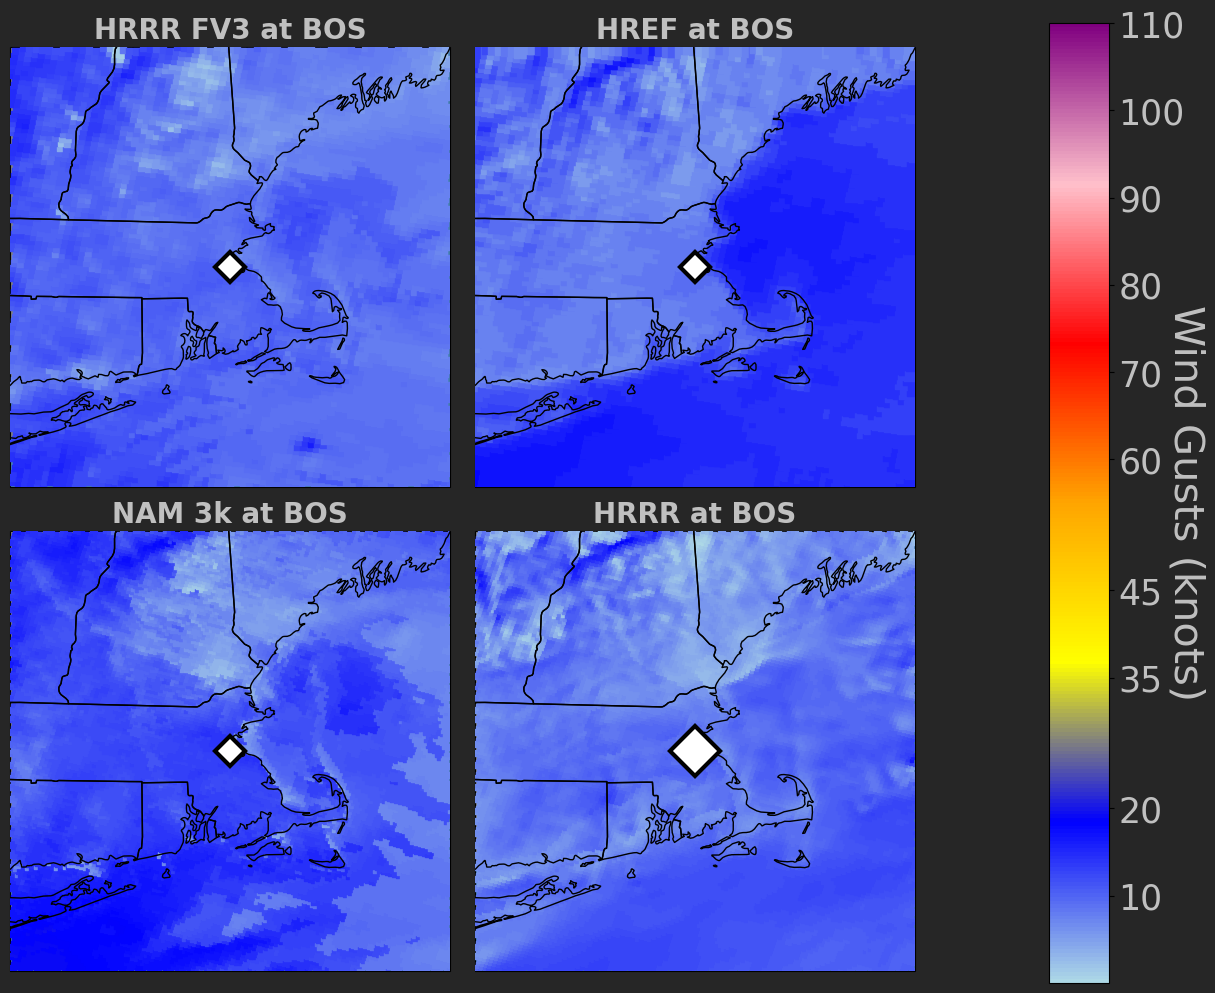 HRRR FV3 at BOS
HREF at BOS
NAM 3k at BOS
HRRR at BOS
110
100
90
80
70
60
45
35
20
10
Wind Gusts (knots)